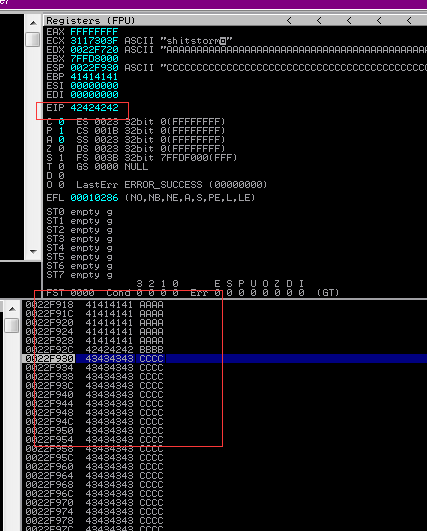 Registers (FPU) < < < <
EAX FFFFFFFF
ECX 3117303F ASCII "shitstorm
EDX 0022F720 ASCII "AAAAAAAAAAAAAAAAAAAAAAAAAAAAAAAAAAAA
EBX 7FFD8000
ESP 0022F930 ASCII "CCCCCCCCCCCCCCCCCCCCCCCCCCCCCCCCCCCC
EBP 41414141
ESI 00000000
EDI 00000000
EIP 42424242
C 0 ES 0023 32bit 0(FFFFFFFF)
P 1 CS 001B 32bit 0(FFFFFFFF)
A 0 SS 0023 32bit 0(FFFFFFFF)
Z 0 DS 0023 32bit 0(FFFFFFFF)
S 1 FS 003B 32bit 7FFDF000(FFF)
T 0 GS 0000 NULL
D 0
O 0 LastErr ERROR_SUCCESS (00000000)
EFL 00010286 (NO,NB,NE,A,S,PE,L,LE)
ST0 empty g
ST1 empty g
ST2 empty g
ST3 empty g
ST4 empty g
ST5 empty g
ST6 empty g
ST7 empty g
3 2 1 0 E S P U O Z D I
FST 0000 Cond 0 0 0 0 Err 0 0 0 0 0 0 0 0 (GT)
0022F918 41414141 AAAA
0022F91C 41414141 AAAA
0022F920 41414141 AAAA
0022F924 41414141 AAAA
0022F928 41414141 AAAA
0022F92C 42424242 BBBB
0022F930 43434343 CCCC
0022F934 43434343 CCCC
0022F938 43434343 CCCC
0022F93C 43434343 CCCC
0022F940 43434343 CCCC
0022F944 43434343 CCCC
0022F948 43434343 CCCC
0022F94C 43434343 CCCC
0022F950 43434343 CCCC
0022F954 43434343 CCCC
0022F958 43434343 CCCC
0022F95C 43434343 CCCC
0022F960 43434343 CCCC
0022F964 43434343 CCCC
0022F968 43434343 CCCC
0022F96C 43434343 CCCC
0022F970 43434343 CCCC
0022F974 43434343 CCCC
0022F978 43434343 CCCC
0022F97C 43434343 CCCC